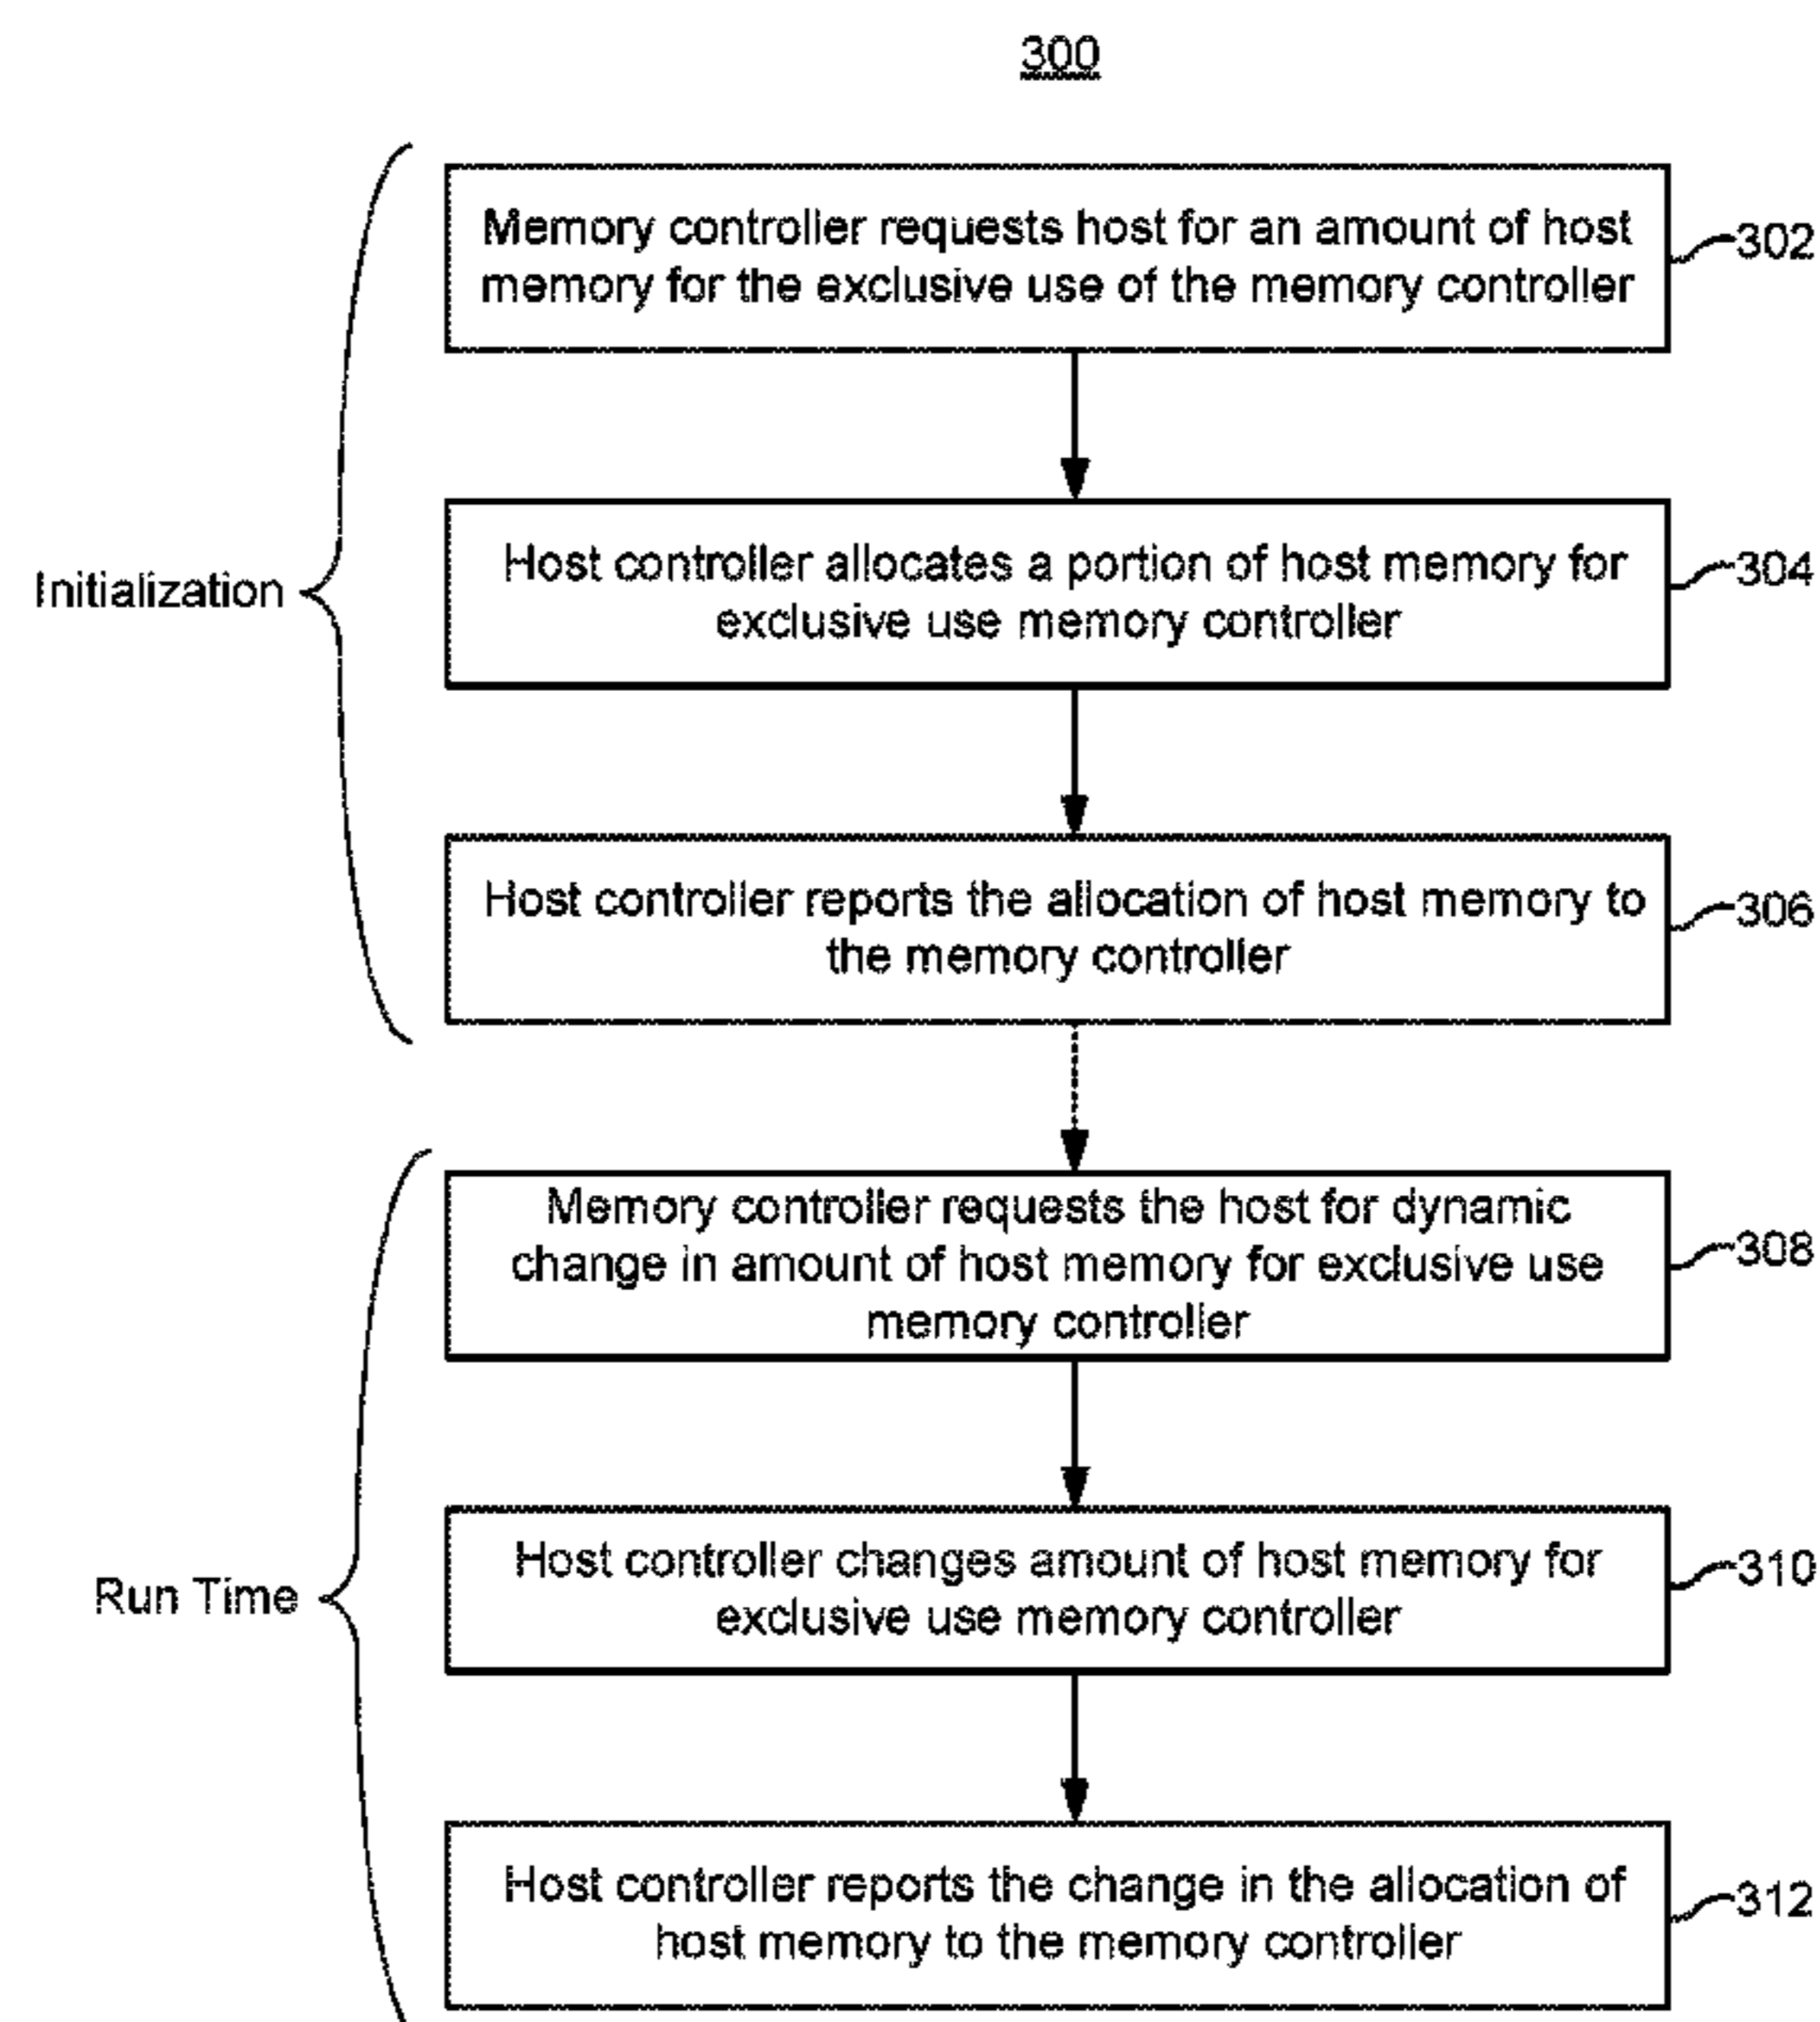 300
Memory controller requests host for an amount of host
memory for the exclusive use of the memory controller
302
Host controller allocates a portion of host memory for
exclusive use memory controller
304
Initialization
Host controller reports the allocation of host memory to
the memory controller
306
Memory controller requests the host for dynamic
change in amount of host memory for exclusive use
memory controller
308
Host controller changes amount of host memory for
exclusive use memory controller
310
Run Time
Host controller reports the change in the allocation of
host memory to the memory controller
312